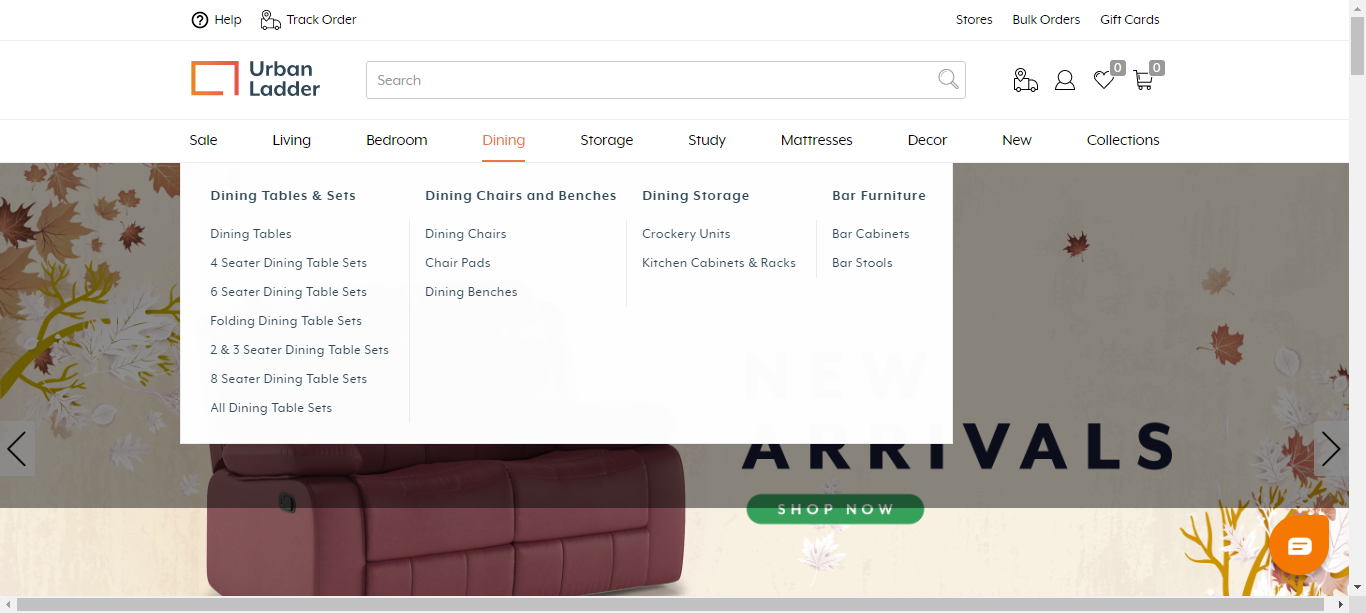 Help
Track Order
Stores
Bulk Orders
Gift Cards
Urban
Ladder
Search
0
0
Sale
Living
Bedroom
Dining
Storage
Study
Mattresses
Decor
New
Collections
Dining Tables & Sets
Dining Tables
4 Seater Dining Table Sets
6 Seater Dining Table Sets
Folding Dining Table Sets
2 & 3 Seater Dining Table Sets
8 Seater Dining Table Sets
All Dining Table Sets
Dining Chairs and Benches
Dining Chairs
Chair Pads
Dining Benches
Dining Storage
Crockery Units
Kitchen Cabinets & Racks
Bar Furniture
Bar Cabinets
Bar Stools
NEW
ARRIVALS
SHOP NOW